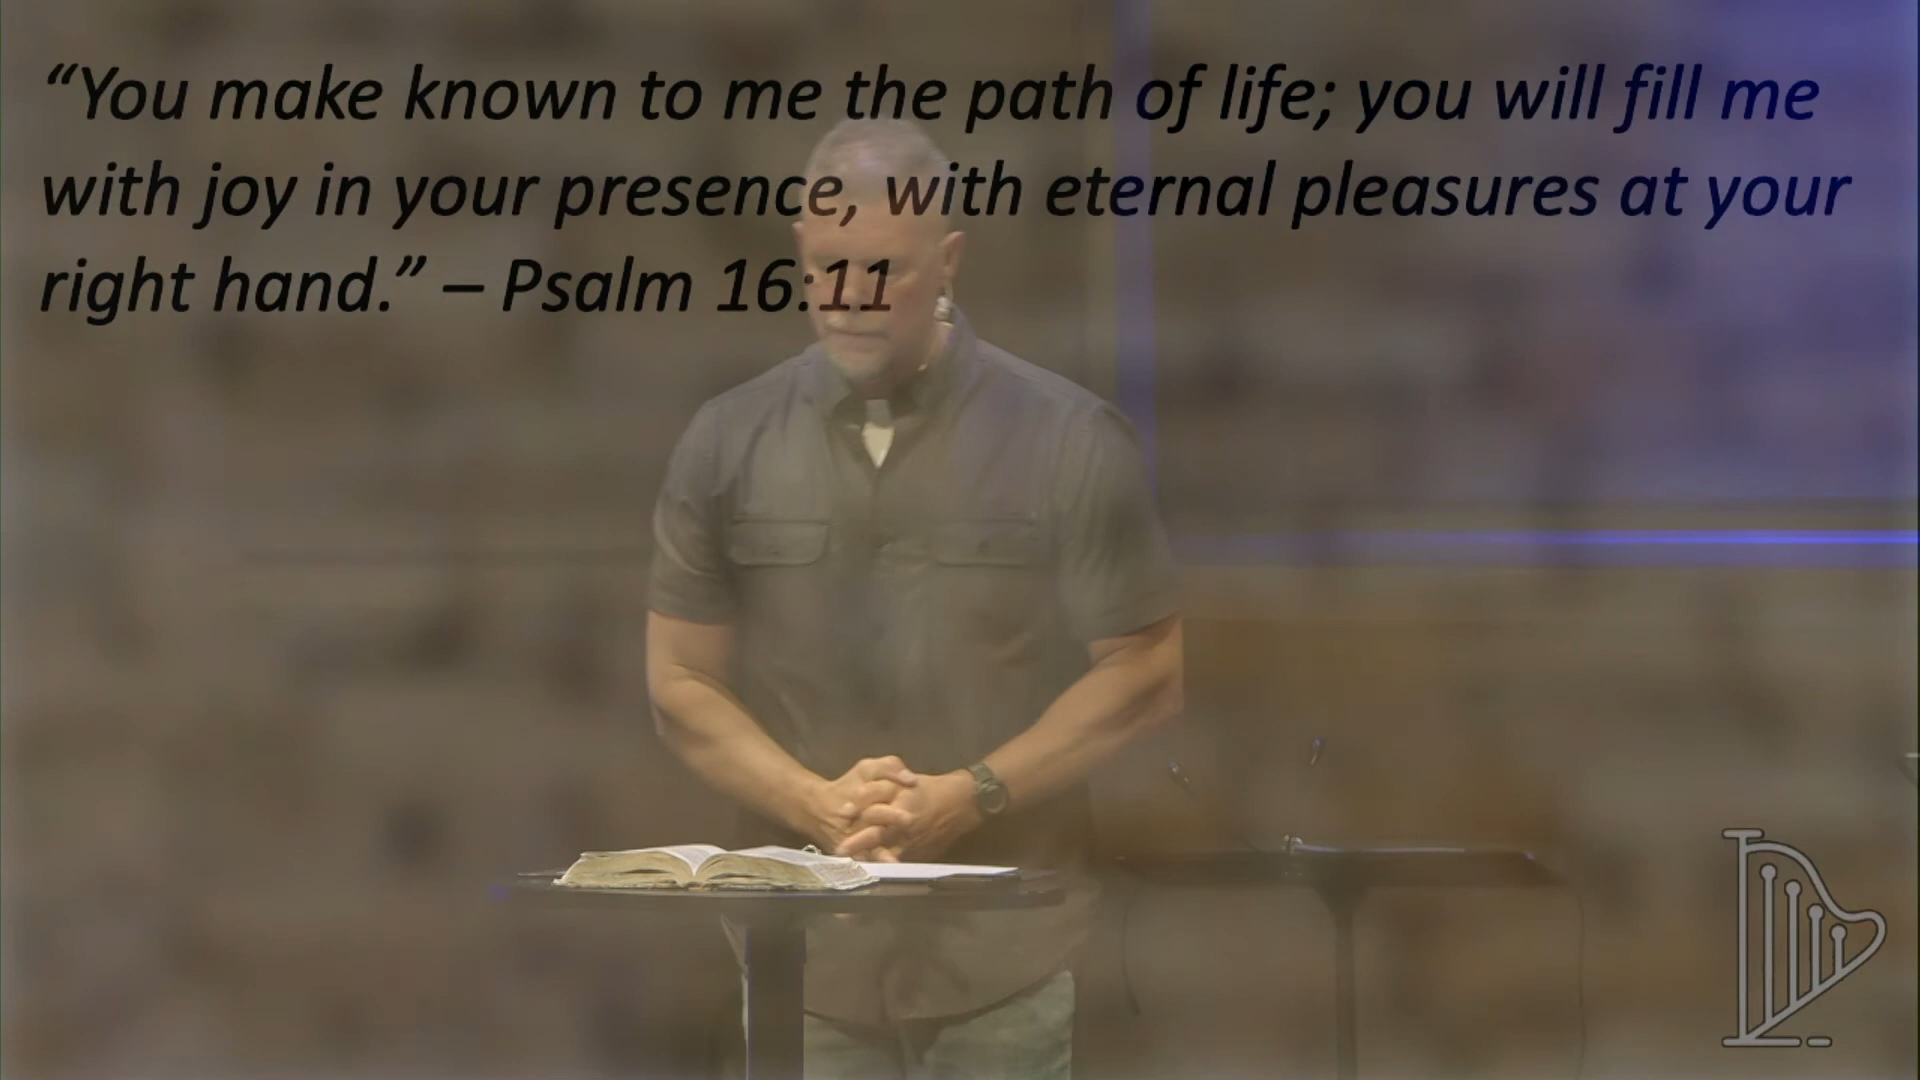 “You make known to me the path of life; you will fill me
with joy in your presence, with eternal pleasures at your
right hand.” – Psalm 16:11